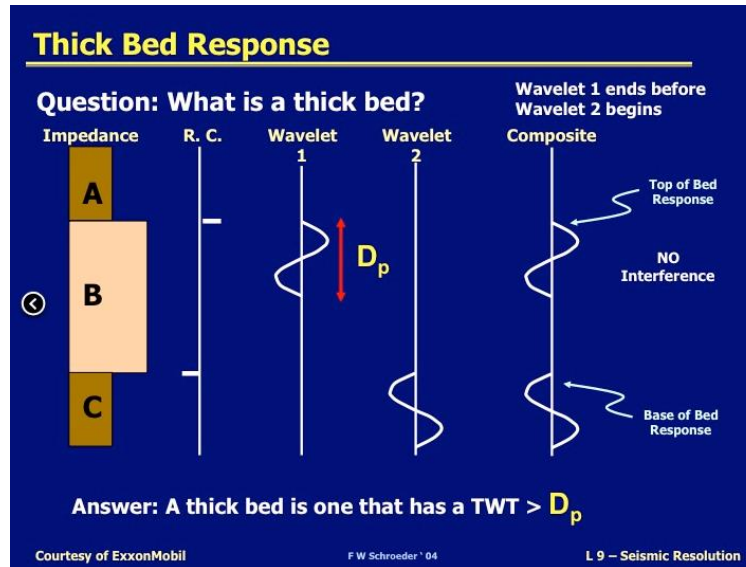 Thick Bed Response
Question: What is a thick bed?
Wavelet 1 ends before
Wavelet 2 begins
Impedance
R. C.
Wavelet
1
Wavelet
2
Composite
A
B
C
Dp
Top of Bed
Response
NO
Interference
Base of Bed
Response
Answer: A thick bed is one that has a TWT > Dp
Courtesy of ExxonMobil
F W Schroeder ' 04
L 9 – Seismic Resolution